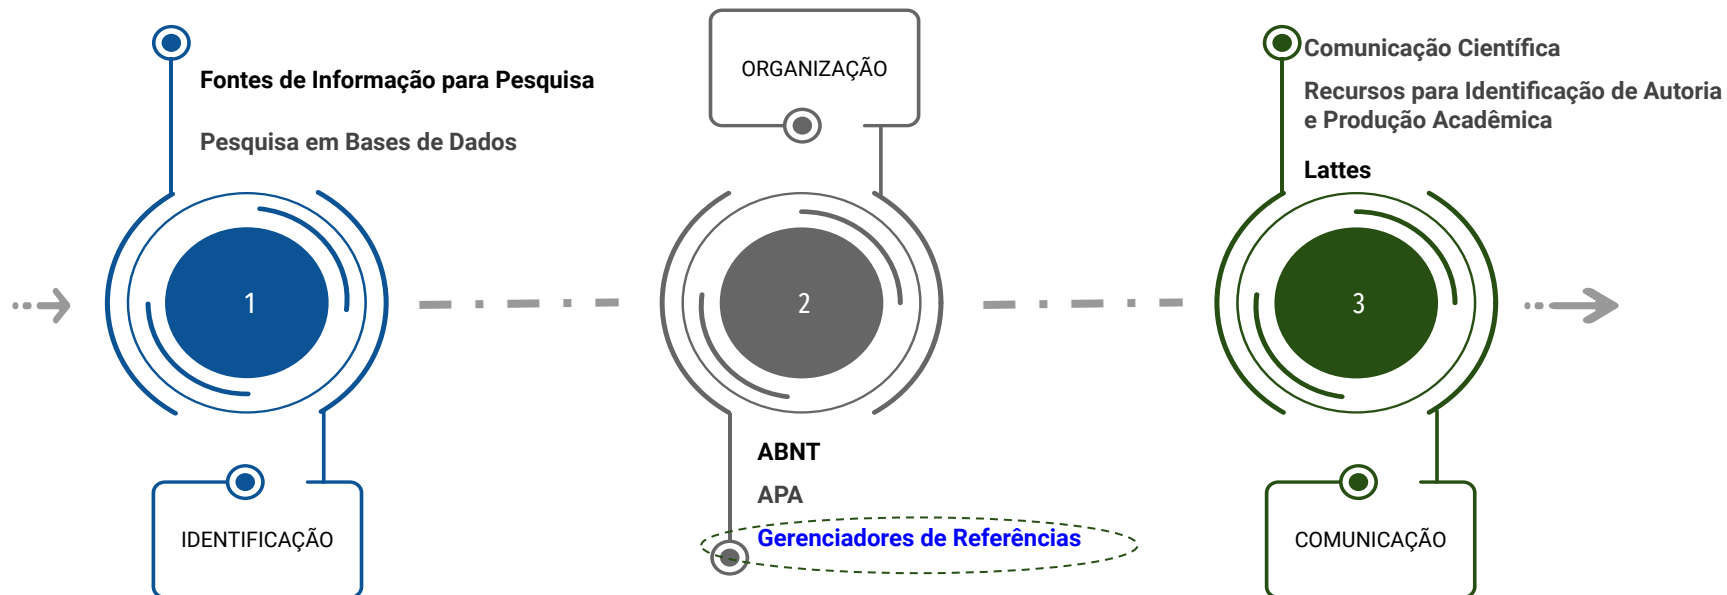 Fontes de Informação para Pesquisa
Pesquisa em Bases de Dados
1
IDENTIFICAÇÃO
ORGANIZAÇÃO
2
ABNT
APA
Gerenciadores de Referências
Comunicação Científica
Recursos para Identificação de Autoria
e Produção Acadêmica
Lattes
3
COMUNICAÇÃO